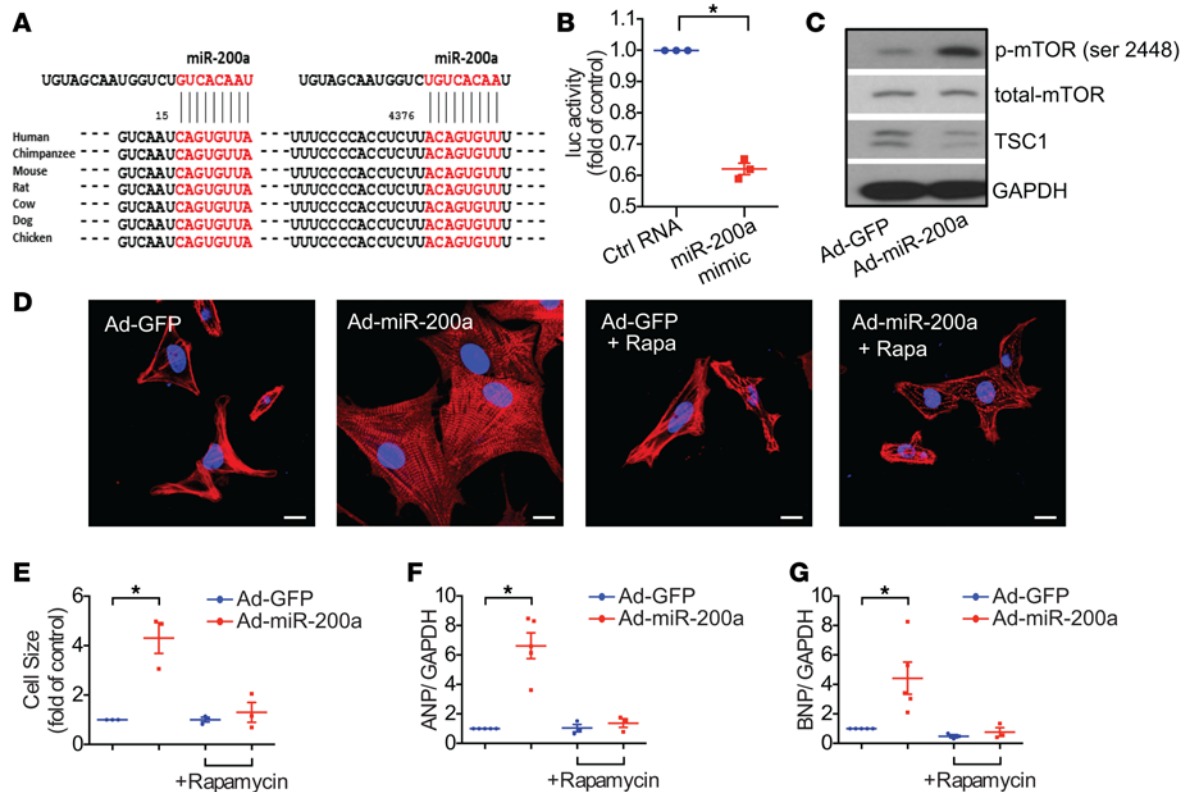 A
miR-200a miR-200a
UGUAGCAAUGGUCUGUCACAAU UGUAGCAAUGGUCUGUCACAAU
15 4376
Human --- GUCAAUCAGUGUUA --- UUUCCCCACCUCUUACAGUGUUU ---
Chimpanzee --- GUCAAUCAGUGUUA --- UUUCCCCACCUCUUACAGUGUUU ---
Mouse --- GUCAAUCAGUGUUA --- UUUCCCCACCUCUUACAGUGUUU ---
Rat --- GUCAAUCAGUGUUA --- UUUCCCCACCUCUUACAGUGUUU ---
Cow --- GUCAAUCAGUGUUA --- UUUCCCCACCUCUUACAGUGUUU ---
Dog --- GUCAAUCAGUGUUA --- UUUCCCCACCUCUUACAGUGUUU ---
Chicken --- GUCAAUCAGUGUUA --- UUUCCCCACCUCUUACAGUGUUU ---
B
*
luc activity
(fold of control)
1.1
1.0
0.9
0.8
0.7
0.6
0.5
Ctrl RNA
miR-200a
mimic
C
p-mTOR (ser 2448)
total-mTOR
TSC1
GAPDH
Ad-GFP
Ad-miR-200a
D
Ad-GFP
Ad-miR-200a
Ad-GFP
+ Rapa
Ad-miR-200a
+ Rapa
E
Cell Size
(fold of control)
6
4
2
0
*
Ad-GFP
Ad-miR-200a
+Rapamycin
F
ANP/ GAPDH
10
8
6
4
2
0
*
Ad-GFP
Ad-miR-200a
+Rapamycin
G
BNP/ GAPDH
10
8
6
4
2
0
*
Ad-GFP
Ad-miR-200a
+Rapamycin